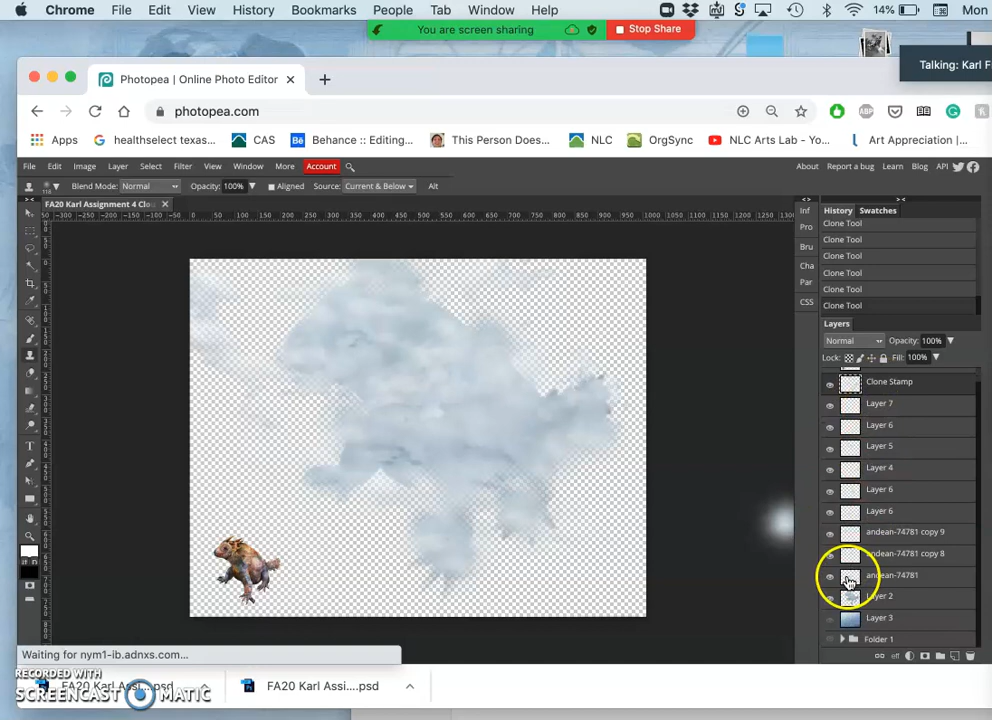 Chrome File Edit View History Bookmarks People Tab Window Help 14% Mon
You are screen sharing Stop Share
Talking: Karl F
Photopea | Online Photo Editor
photopea.com
Apps healthselect texas... CAS Behance :: Editing... This Person Does... NLC OrgSync NLC Arts Lab - Yo... Art Appreciation |...
File Edit Image Layer Select Filter View Window More Account About Report a bug Learn Blog API
Blend Mode: Normal Opacity: 100% Aligned Source: Current & Below Alt
FA20 Karl Assignment 4 Clou
History Swatches
Inf
Pro
Bru
Cha
Par
CSS
Clone Tool
Clone Tool
Clone Tool
Clone Tool
Clone Tool
Clone Tool
Layers
Normal Opacity: 100%
Lock: Fill: 100%
Clone Stamp
Layer 7
Layer 6
Layer 5
Layer 4
Layer 6
Layer 6
andean-74781 copy 9
andean-74781 copy 8
andean-74781
Layer 2
Layer 3
Folder 1
Waiting for nym1-ib.adnxs.com...
FA20 Karl Assi....psd FA20 Karl Assi....psd
RECORDED WITH
SCREENCAST MATIC